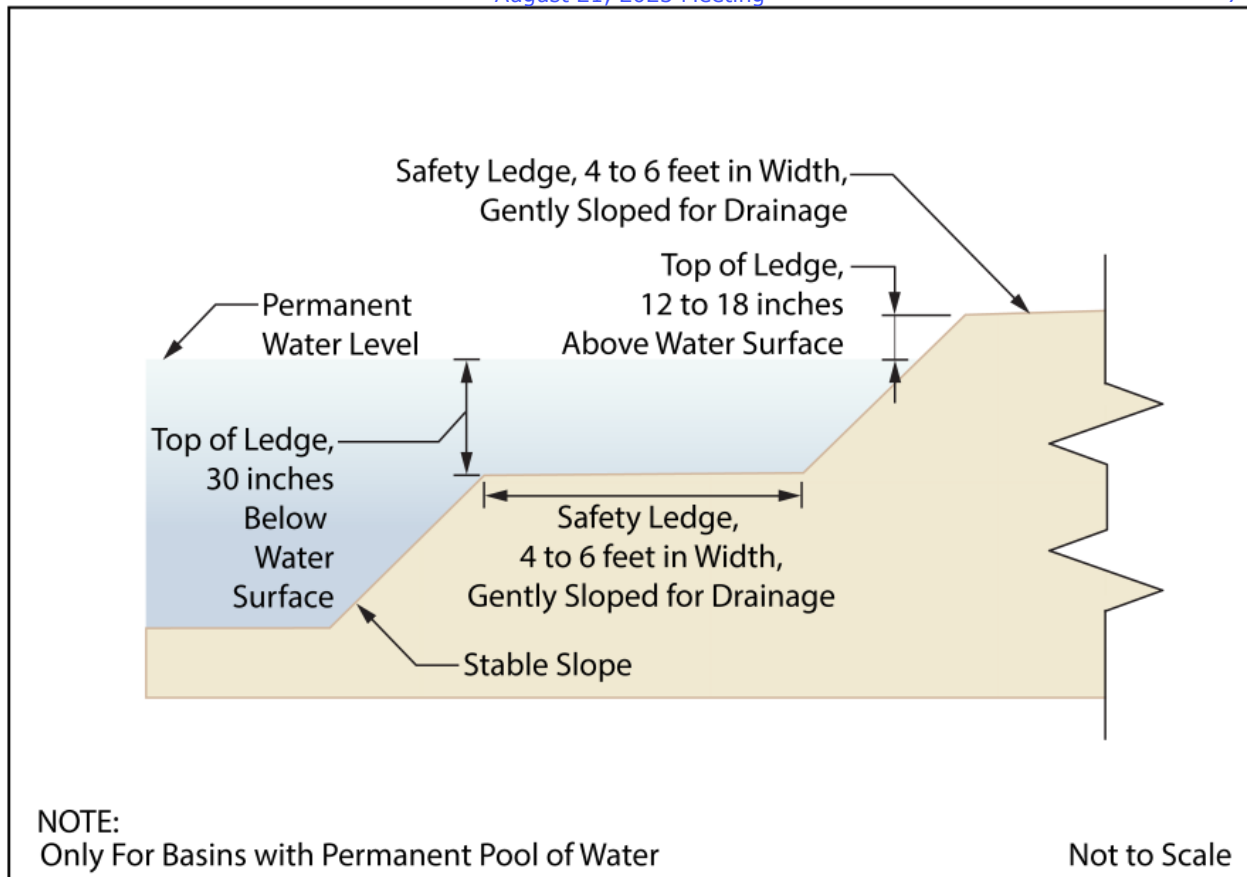 Safety Ledge, 4 to 6 feet in Width,
Gently Sloped for Drainage
Top of Ledge,
12 to 18 inches
Above Water Surface
Permanent
Water Level
Top of Ledge,
30 inches
Below
Water
Surface
Safety Ledge,
4 to 6 feet in Width,
Gently Sloped for Drainage
Stable Slope
NOTE:
Only For Basins with Permanent Pool of Water
Not to Scale